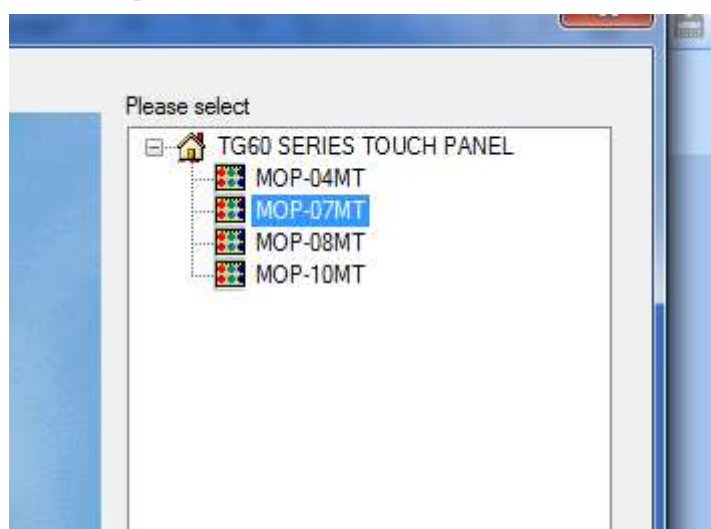 Please select
TG60 SERIES TOUCH PANEL
MOP-04MT
MOP-07MT
MOP-08MT
MOP-10MT